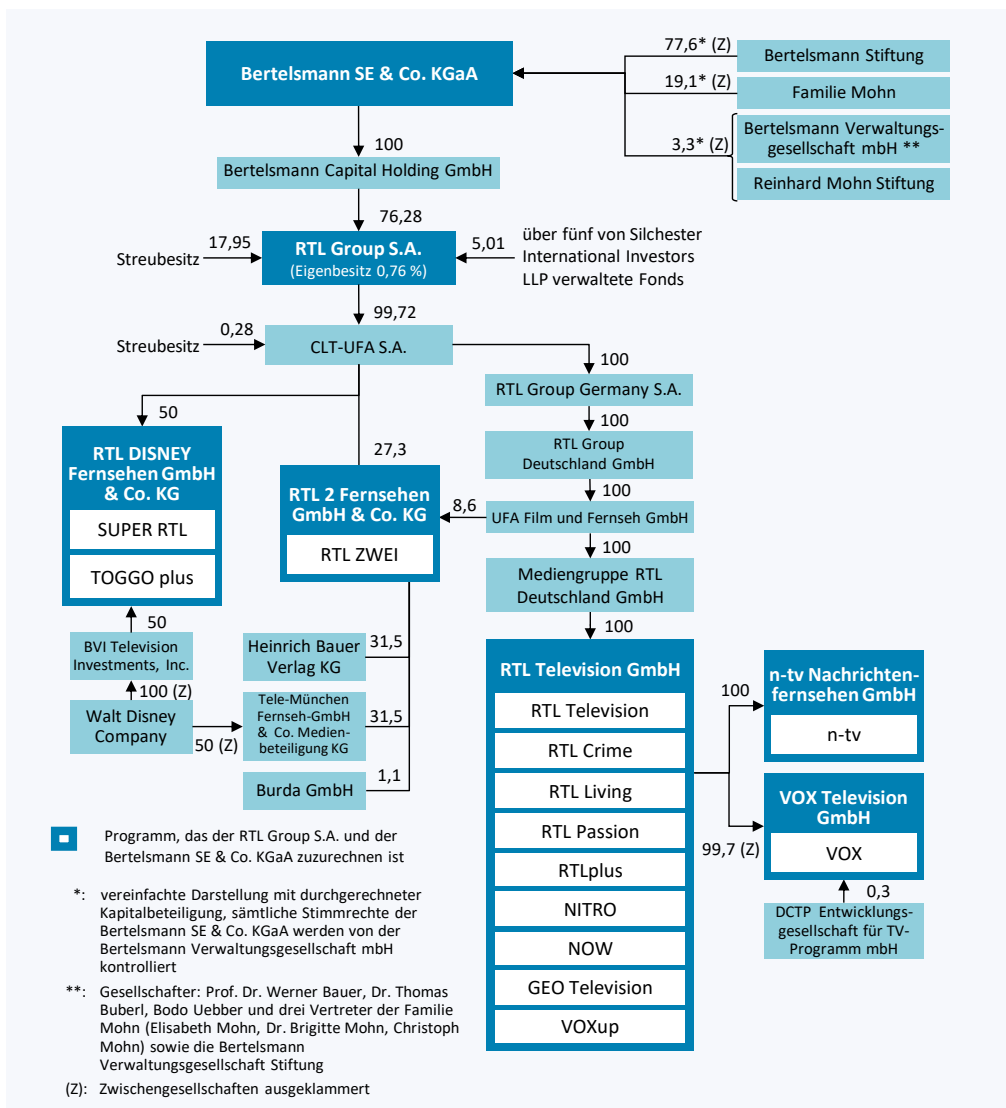 Bertelsmann SE & Co. KGaA
77,6* (Z)
Bertelsmann Stiftung
19,1* (Z)
Familie Mohn
3,3* (Z)
Bertelsmann Verwaltungs-
gesellschaft mbH **
Reinhard Mohn Stiftung
100
Bertelsmann Capital Holding GmbH
76,28
Streubesitz
17,95
RTL Group S.A.
(Eigenbesitz 0,76 %)
5,01
über fünf von Silchester
International Investors
LLP verwaltete Fonds
99,72
Streubesitz
0,28
CLT-UFA S.A.
100
RTL Group Germany S.A.
100
RTL Group
Deutschland GmbH
100
UFA Film und Fernseh GmbH
8,6
100
Mediengruppe RTL
Deutschland GmbH
100
50
RTL DISNEY
Fernsehen GmbH
& Co. KG
SUPER RTL
TOGGO plus
50
BVI Television
Investments, Inc.
100 (Z)
Walt Disney
Company
50 (Z)
27,3
RTL 2 Fernsehen
GmbH & Co. KG
RTL ZWEI
Heinrich Bauer
Verlag KG
31,5
Tele-München
Fernseh-GmbH
& Co. Medien-
beteiligung KG
31,5
Burda GmbH
1,1
RTL Television GmbH
RTL Television
RTL Crime
RTL Living
RTL Passion
RTLplus
NITRO
NOW
GEO Television
VOXup
100
n-tv Nachrichten-
fernsehen GmbH
n-tv
99,7 (Z)
VOX Television
GmbH
VOX
0,3
DCTP Entwicklungs-
gesellschaft für TV-
Programm mbH
Programm, das der RTL Group S.A. und der
Bertelsmann SE & Co. KGaA zuzurechnen ist
*: vereinfachte Darstellung mit durchgerechneter
Kapitalbeteiligung, sämtliche Stimmrechte der
Bertelsmann SE & Co. KGaA werden von der
Bertelsmann Verwaltungsgesellschaft mbH
kontrolliert
**: Gesellschafter: Prof. Dr. Werner Bauer, Dr. Thomas
Buberl, Bodo Uebber und drei Vertreter der Familie
Mohn (Elisabeth Mohn, Dr. Brigitte Mohn, Christoph
Mohn) sowie die Bertelsmann
Verwaltungsgesellschaft Stiftung
(Z): Zwischengesellschaften ausgeklammert